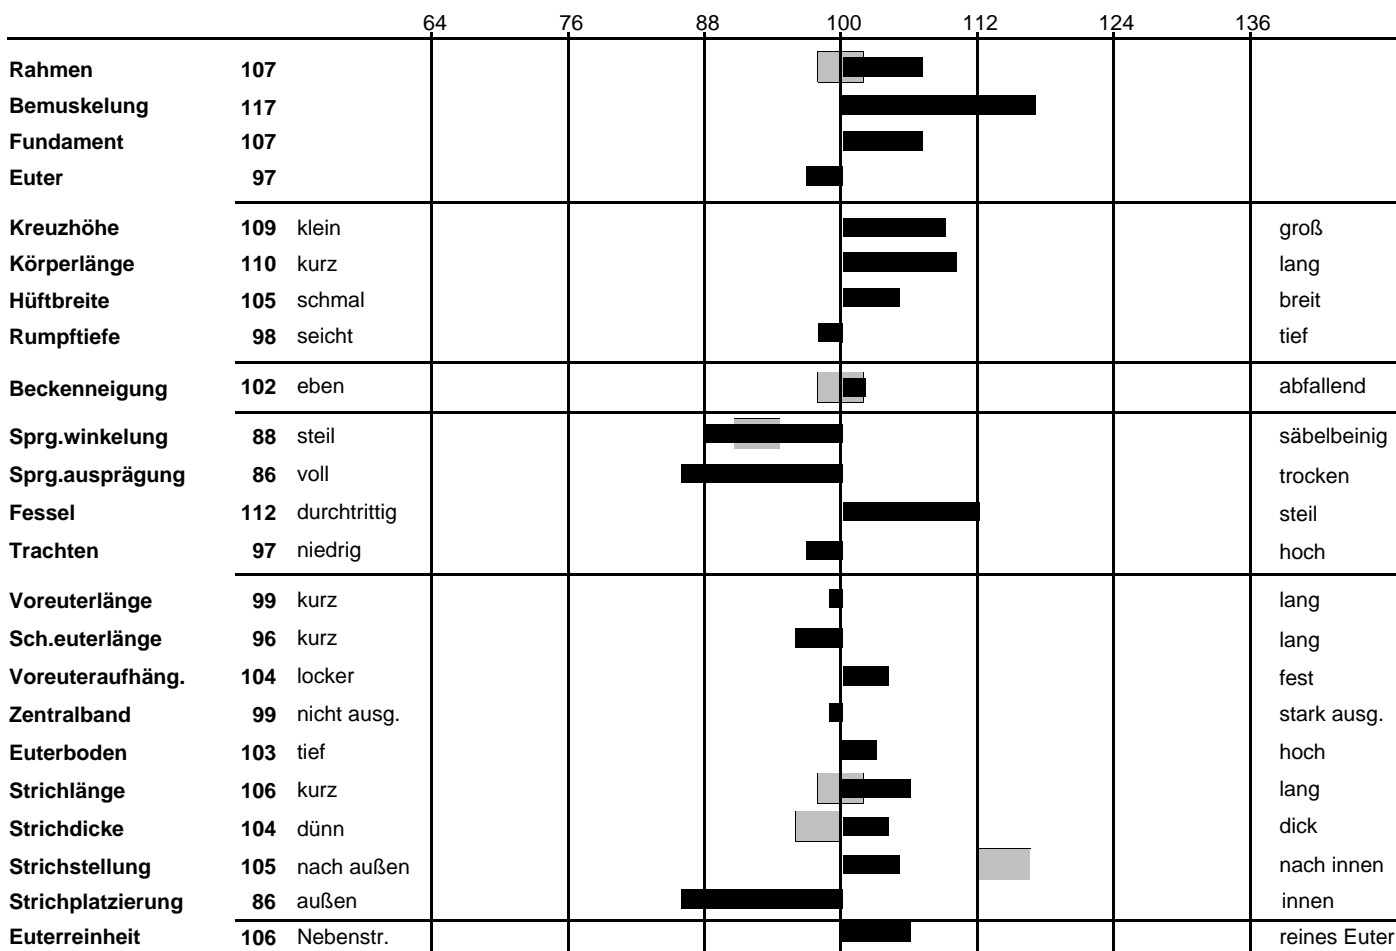 64 76 88 100 112 124 136
Rahmen 107
Bemuskelung 117
Fundament 107
Euter 97
Kreuzhöhe 109 klein groß
Körperlänge 110 kurz lang
Hüftbreite 105 schmal breit
Rumpftiefe 98 seicht tief
Beckenneigung 102 eben abfallend
Sprg.winkelung 88 steil säbelbeinig
Sprg.ausprägung 86 voll trocken
Fessel 112 durchtrittig steil
Trachten 97 niedrig hoch
Voreuterlänge 99 kurz lang
Sch.euterlänge 96 kurz lang
Voreuteraufhäng. 104 locker fest
Zentralband 99 nicht ausg. stark ausg.
Euterboden 103 tief hoch
Strichlänge 106 kurz lang
Strichdicke 104 dünn dick
Strichstellung 105 nach außen nach innen
Strichplatzierung 86 außen innen
Euterreinheit 106 Nebenstr. reines Euter